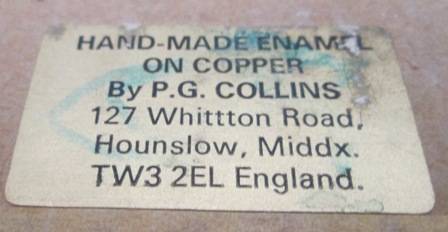 HAND-MADE ENAMEL
ON COPPER
By P.G. COLLINS
127 Whittton Road,
Hounslow, Middx.
TW3 2EL England.